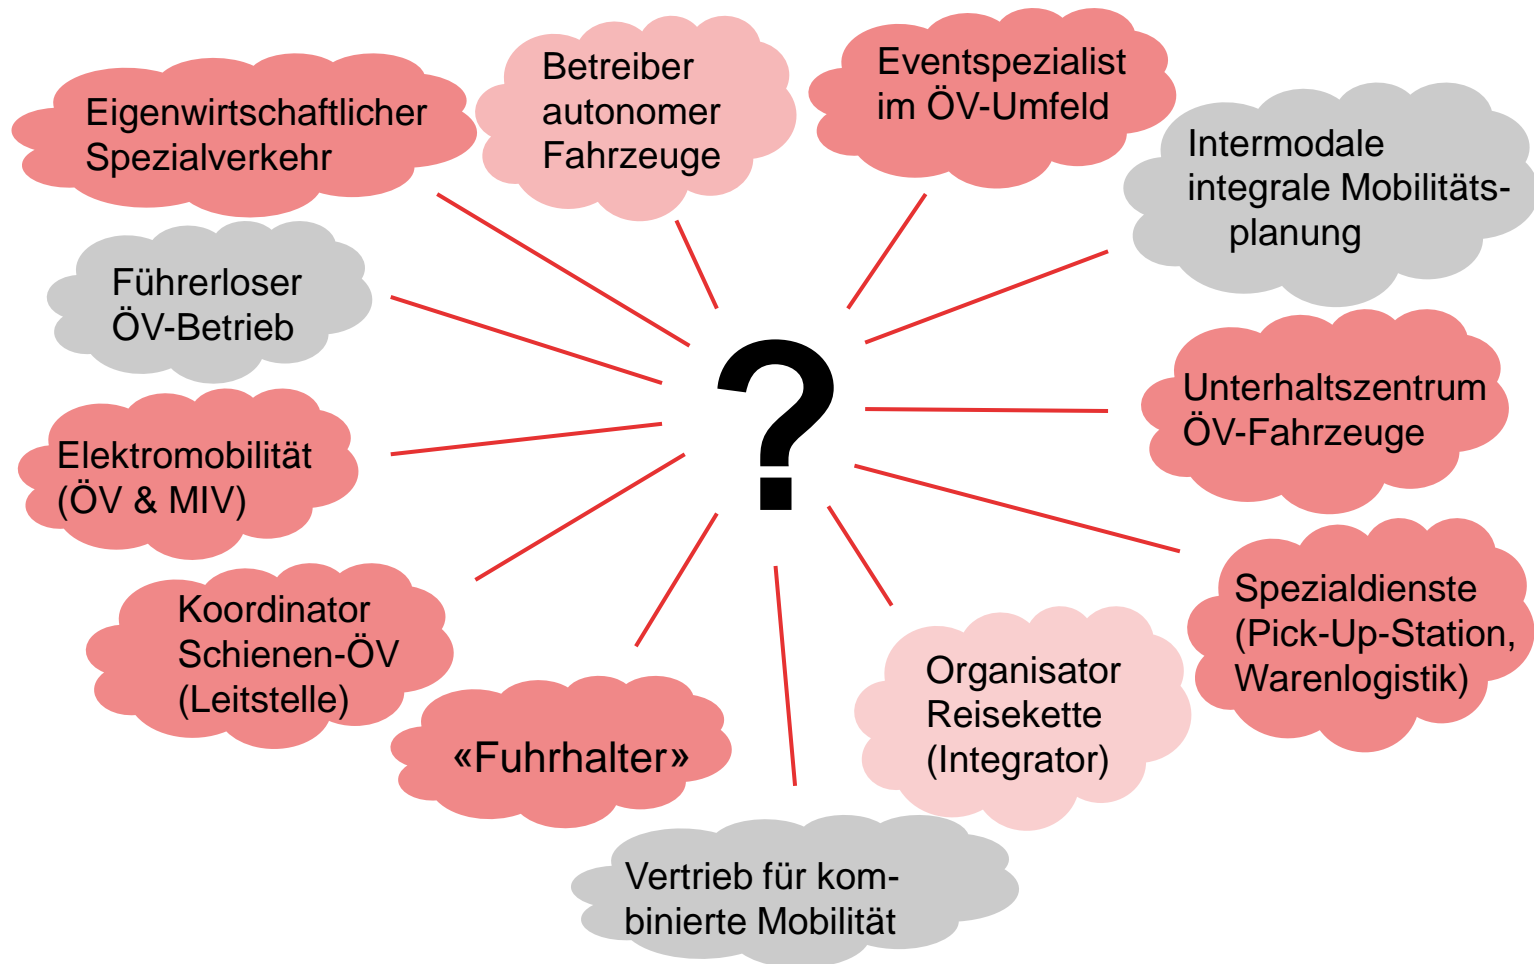 Eigenwirtschaftlicher
Spezialverkehr
Betreiber
autonomer
Fahrzeuge
Eventspezialist
im ÖV-Umfeld
Intermodale
integrale Mobilitäts-
planung
Führerloser
ÖV-Betrieb
?
Unterhaltszentrum
ÖV-Fahrzeuge
Elektromobilität
(ÖV & MIV)
Spezialdienste
(Pick-Up-Station,
Warenlogistik)
Koordinator
Schienen-ÖV
(Leitstelle)
Organisator
Reisekette
(Integrator)
«Fuhrhalter»
Vertrieb für kom-
binierte Mobilität